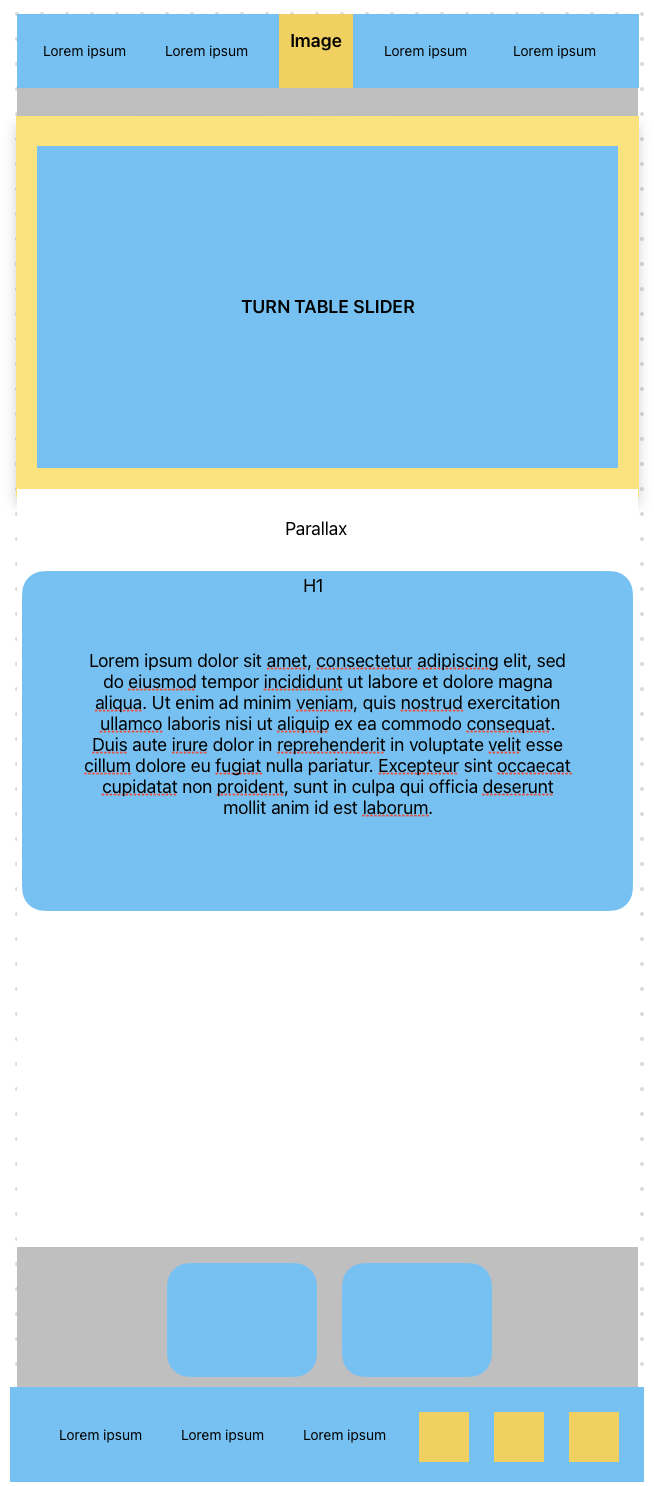 Lorem ipsum Lorem ipsum Image Lorem ipsum Lorem ipsum
TURN TABLE SLIDER
Parallax
H1
Lorem ipsum dolor sit amet, consectetur adipiscing elit, sed
do eiusmod tempor incididunt ut labore et dolore magna
aliqua. Ut enim ad minim veniam, quis nostrud exercitation
ullamco laboris nisi ut aliquip ex ea commodo consequat.
Duis aute irure dolor in reprehenderit in voluptate velit esse
cillum dolore eu fugiat nulla pariatur. Excepteur sint occaecat
cupidatat non proident, sunt in culpa qui officia deserunt
mollit anim id est laborum.
Lorem ipsum Lorem ipsum Lorem ipsum